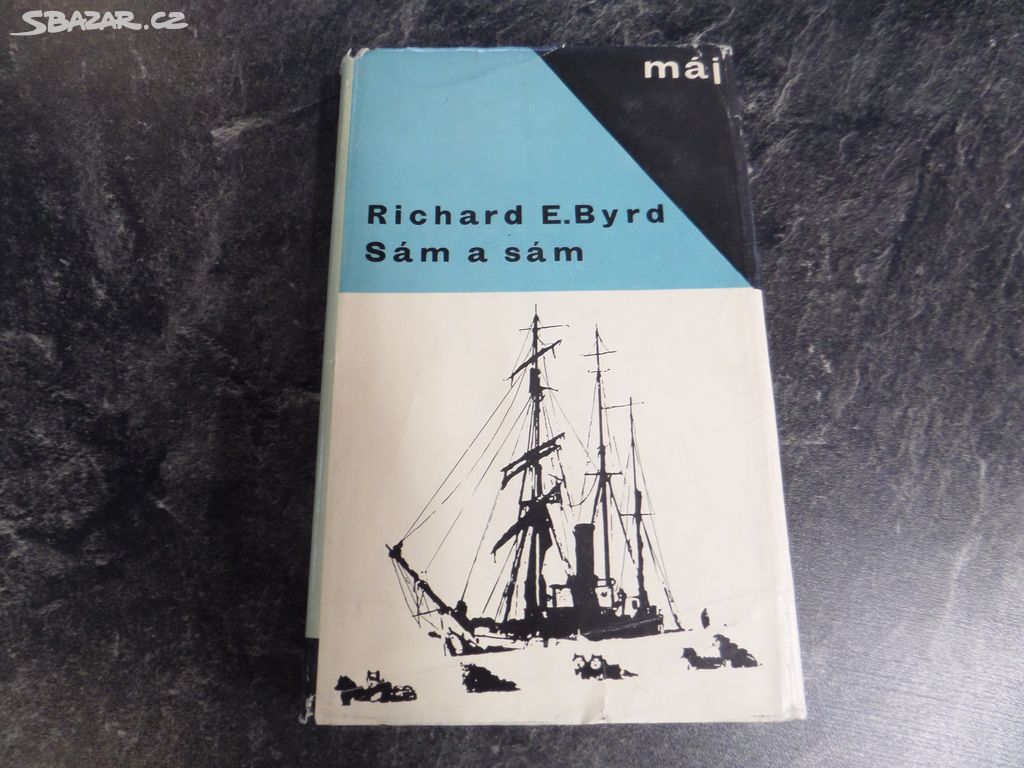 SBAZAR.CZ
máj
Richard E.Byrd
Sám a sám